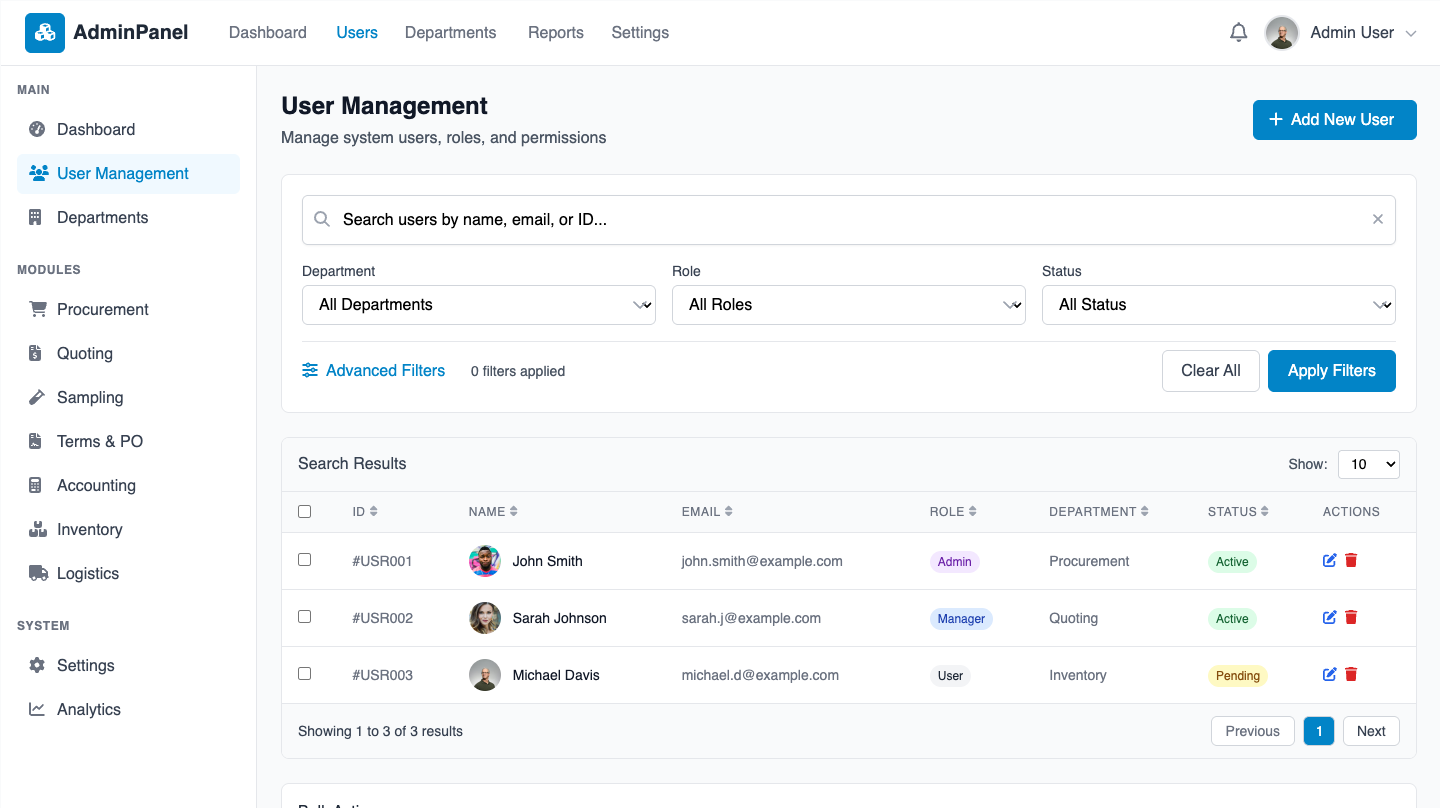 AdminPanel
Dashboard
Users
Departments
Reports
Settings
Admin User
MAIN
Dashboard
User Management
Departments
MODULES
Procurement
Quoting
Sampling
Terms & PO
Accounting
Inventory
Logistics
SYSTEM
Settings
Analytics
User Management
Manage system users, roles, and permissions
Add New User
Search users by name, email, or ID...
Department Role Status
All Departments All Roles All Status
Advanced Filters 0 filters applied Clear All Apply Filters
Search Results Show: 10
ID NAME EMAIL ROLE DEPARTMENT STATUS ACTIONS
#USR001 John Smith john.smith@example.com Admin Procurement Active
#USR002 Sarah Johnson sarah.j@example.com Manager Quoting Active
#USR003 Michael Davis michael.d@example.com User Inventory Pending
Showing 1 to 3 of 3 results Previous 1 Next